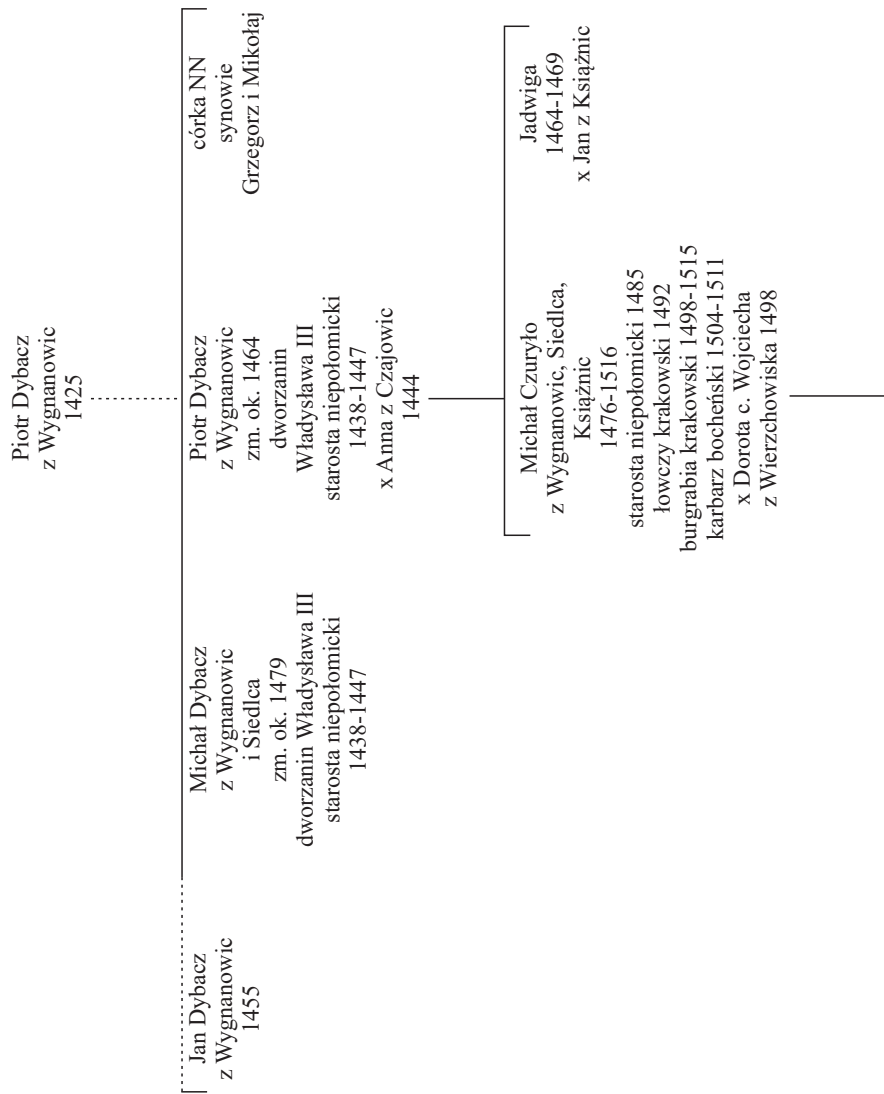 Piotr Dybacz
z Wygnanowic
1425
Jan Dybacz
z Wygnanowic
1455
Michał Dybacz
z Wygnanowic
i Siedlca
zm. ok. 1479
dworzanin Władysława III
starosta niepołomicki
1438-1447
Piotr Dybacz
z Wygnanowic
zm. ok. 1464
dworzanin
Władysława III
starosta niepołomicki
1438-1447
x Anna z Czajowic
1444
córka NN
synowie
Grzegorz i Mikołaj
Michał Czuryło
z Wygnanowic, Siedlca,
Książnic
1476-1516
starosta niepołomicki 1485
łowczy krakowski 1492
burgrabia krakowski 1498-1515
karbarz bocheński 1504-1511
x Dorota c. Wojciecha
z Wierzchowiska 1498
Jadwiga
1464-1469
x Jan z Książnic